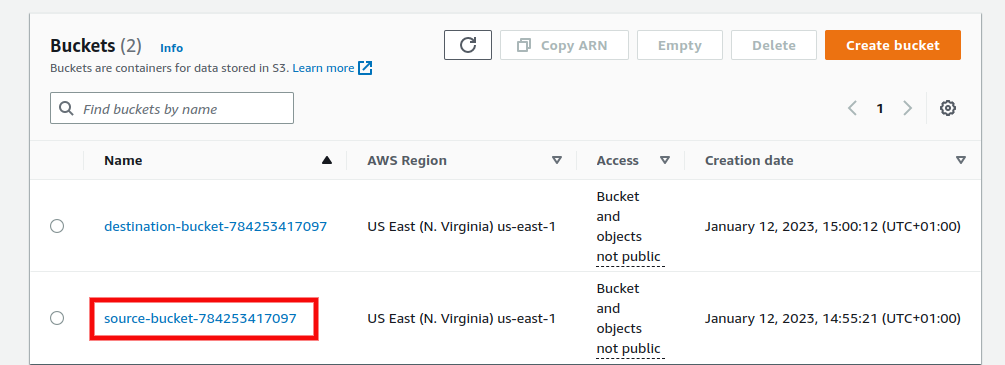 Buckets (2) Info
Copy ARN Empty Delete Create bucket
Buckets are containers for data stored in S3. Learn more
Find buckets by name
1
Name AWS Region Access Creation date
destination-bucket-784253417097 US East (N. Virginia) us-east-1 Bucket and objects not public January 12, 2023, 15:00:12 (UTC+01:00)
source-bucket-784253417097 US East (N. Virginia) us-east-1 Bucket and objects not public January 12, 2023, 14:55:21 (UTC+01:00)